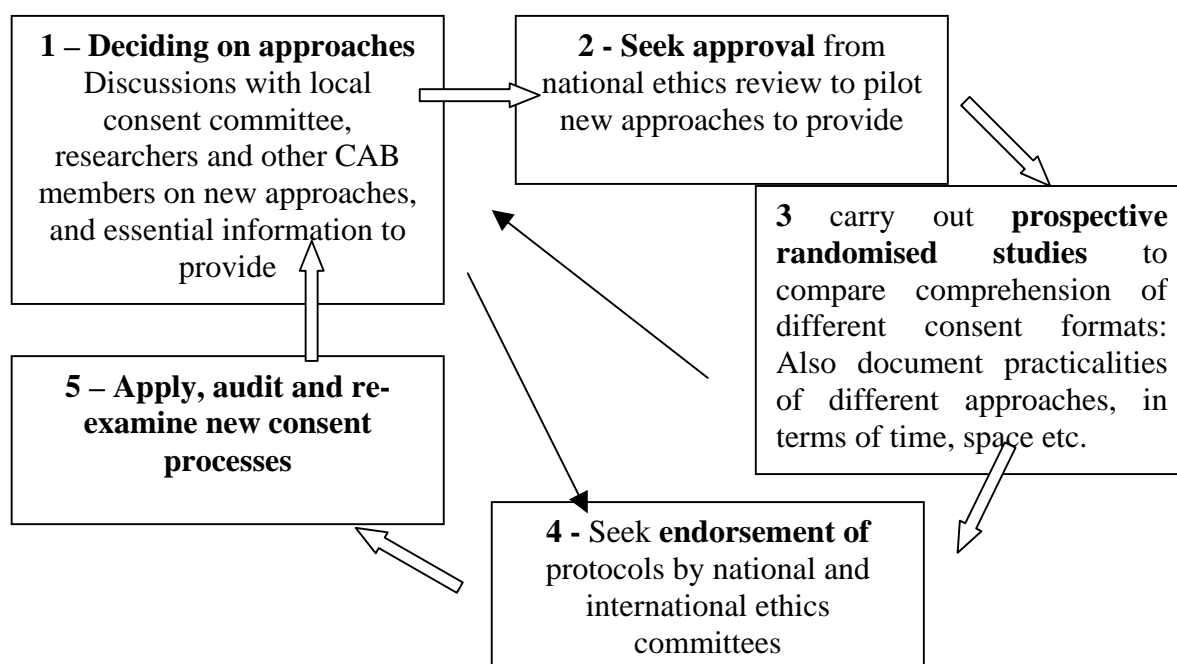 1 – Deciding on approaches
Discussions with local
consent committee,
researchers and other CAB
members on new approaches,
and essential information to
provide
2 - Seek approval from
national ethics review to pilot
new approaches to provide
3 carry out prospective
randomised studies to
compare comprehension of
different consent formats:
Also document practicalities
of different approaches, in
terms of time, space etc.
4 - Seek endorsement of
protocols by national and
international ethics
committees
5 – Apply, audit and re-
examine new consent
processes